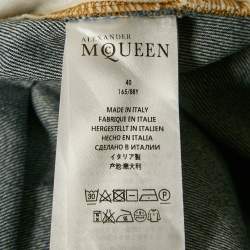 ALEXANDER
McQUEEN
40
165/88Y
MADE IN ITALY
FABRIQUE EN ITALIE
HERGESTELLT IN ITALIEN
HECHO EN ITALIA
СДЕЛАНО В ИТАЛИИ
イタリア製
产地:意大利